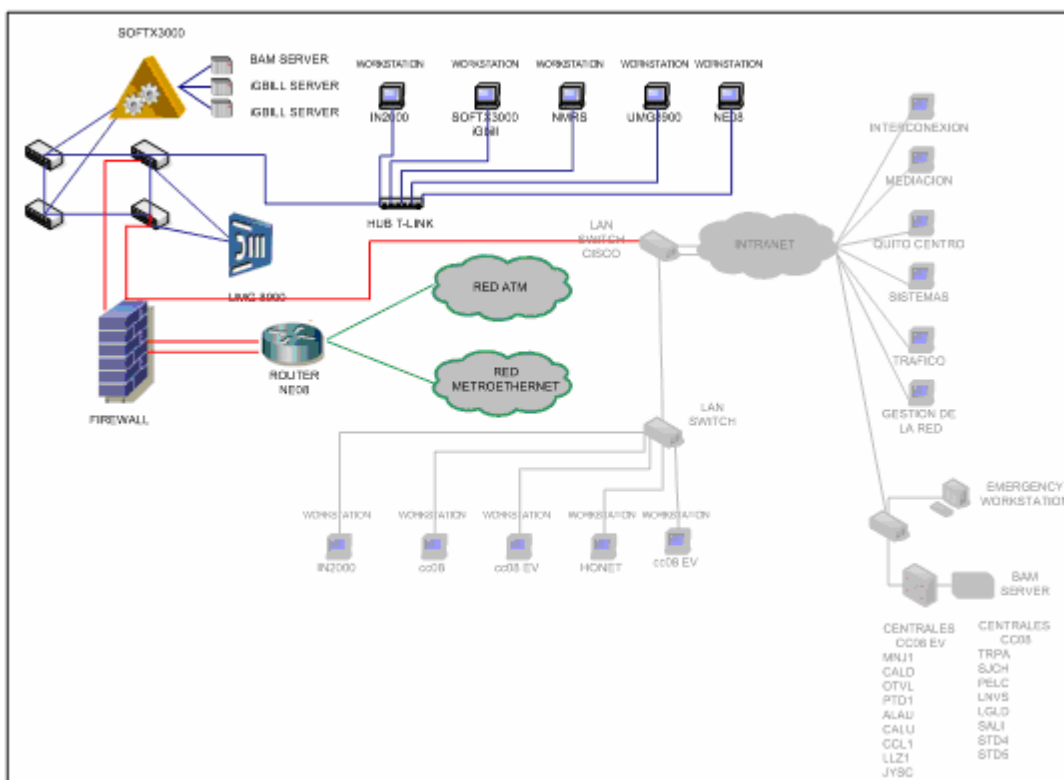 SOFTX3000
BAM SERVER
iGBILL SERVER
iGBILL SERVER
WORKSTATION
WORKSTATION
WORKSTATION
WORKSTATION
WORKSTATION
IN2000
SOFTX3000
iGbill
NMRS
UMG8900
NE08
HUB T-LINK
UMG 8900
FIREWALL
ROUTER
NE08
RED ATM
RED
METROETHERNET
LAN
SWITCH
CISCO
INTRANET
INTERCONEXION
MEDIACION
QUITO CENTRO
SISTEMAS
TRAFICO
GESTION DE
LA RED
LAN
SWITCH
WORKSTATION
WORKSTATION
WORKSTATION
WORKSTATION
WORKSTATION
IN2000
cc08
cc08 EV
HONET
cc08 EV
EMERGENCY
WORKSTATION
BAM
SERVER
CENTRALES
CC08 EV
MNJ1
CALD
OTVL
PTD1
ALAU
CALU
CCL1
LLZ1
JYSC
CENTRALES
CC08
TRPA
SJCH
PELC
LNVS
LGLD
SALI
STD4
STD5